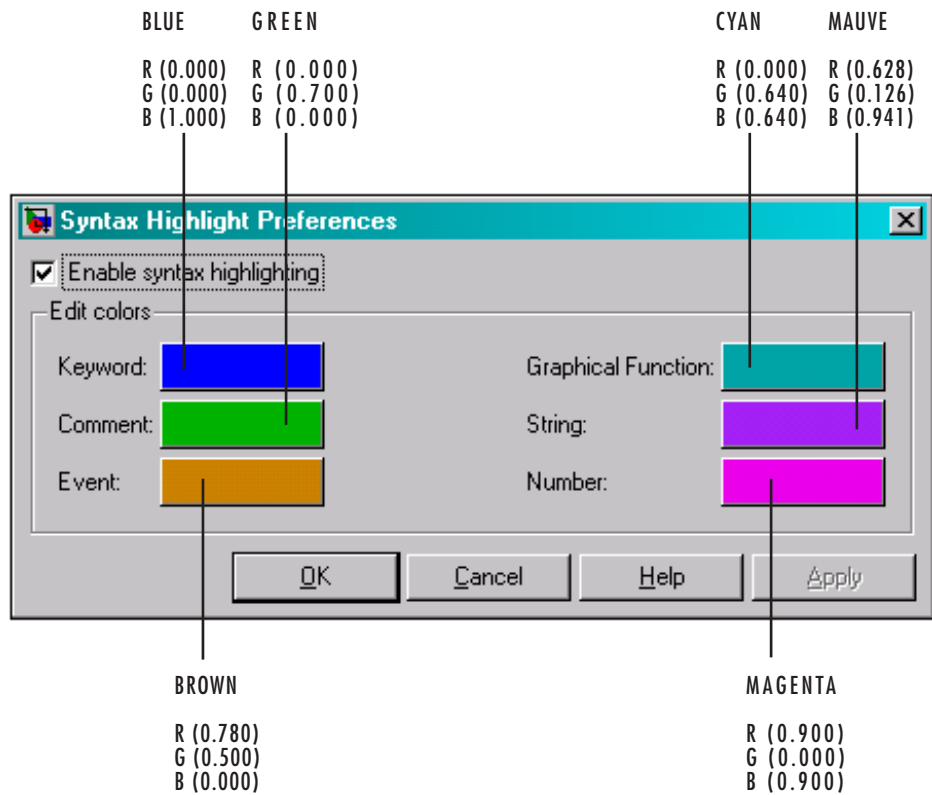 BLUE GREEN CYAN MAUVE
R (0.000) R (0.000) R (0.000) R (0.628)
G (0.000) G (0.700) G (0.640) G (0.126)
B (1.000) B (0.000) B (0.640) B (0.941)
Syntax Highlight Preferences
Enable syntax highlighting
Edit colors
Keyword: Graphical Function:
Comment: String:
Event: Number:
OK Cancel Help Apply
BROWN MAGENTA
R (0.780) R (0.900)
G (0.500) G (0.000)
B (0.000) B (0.900)